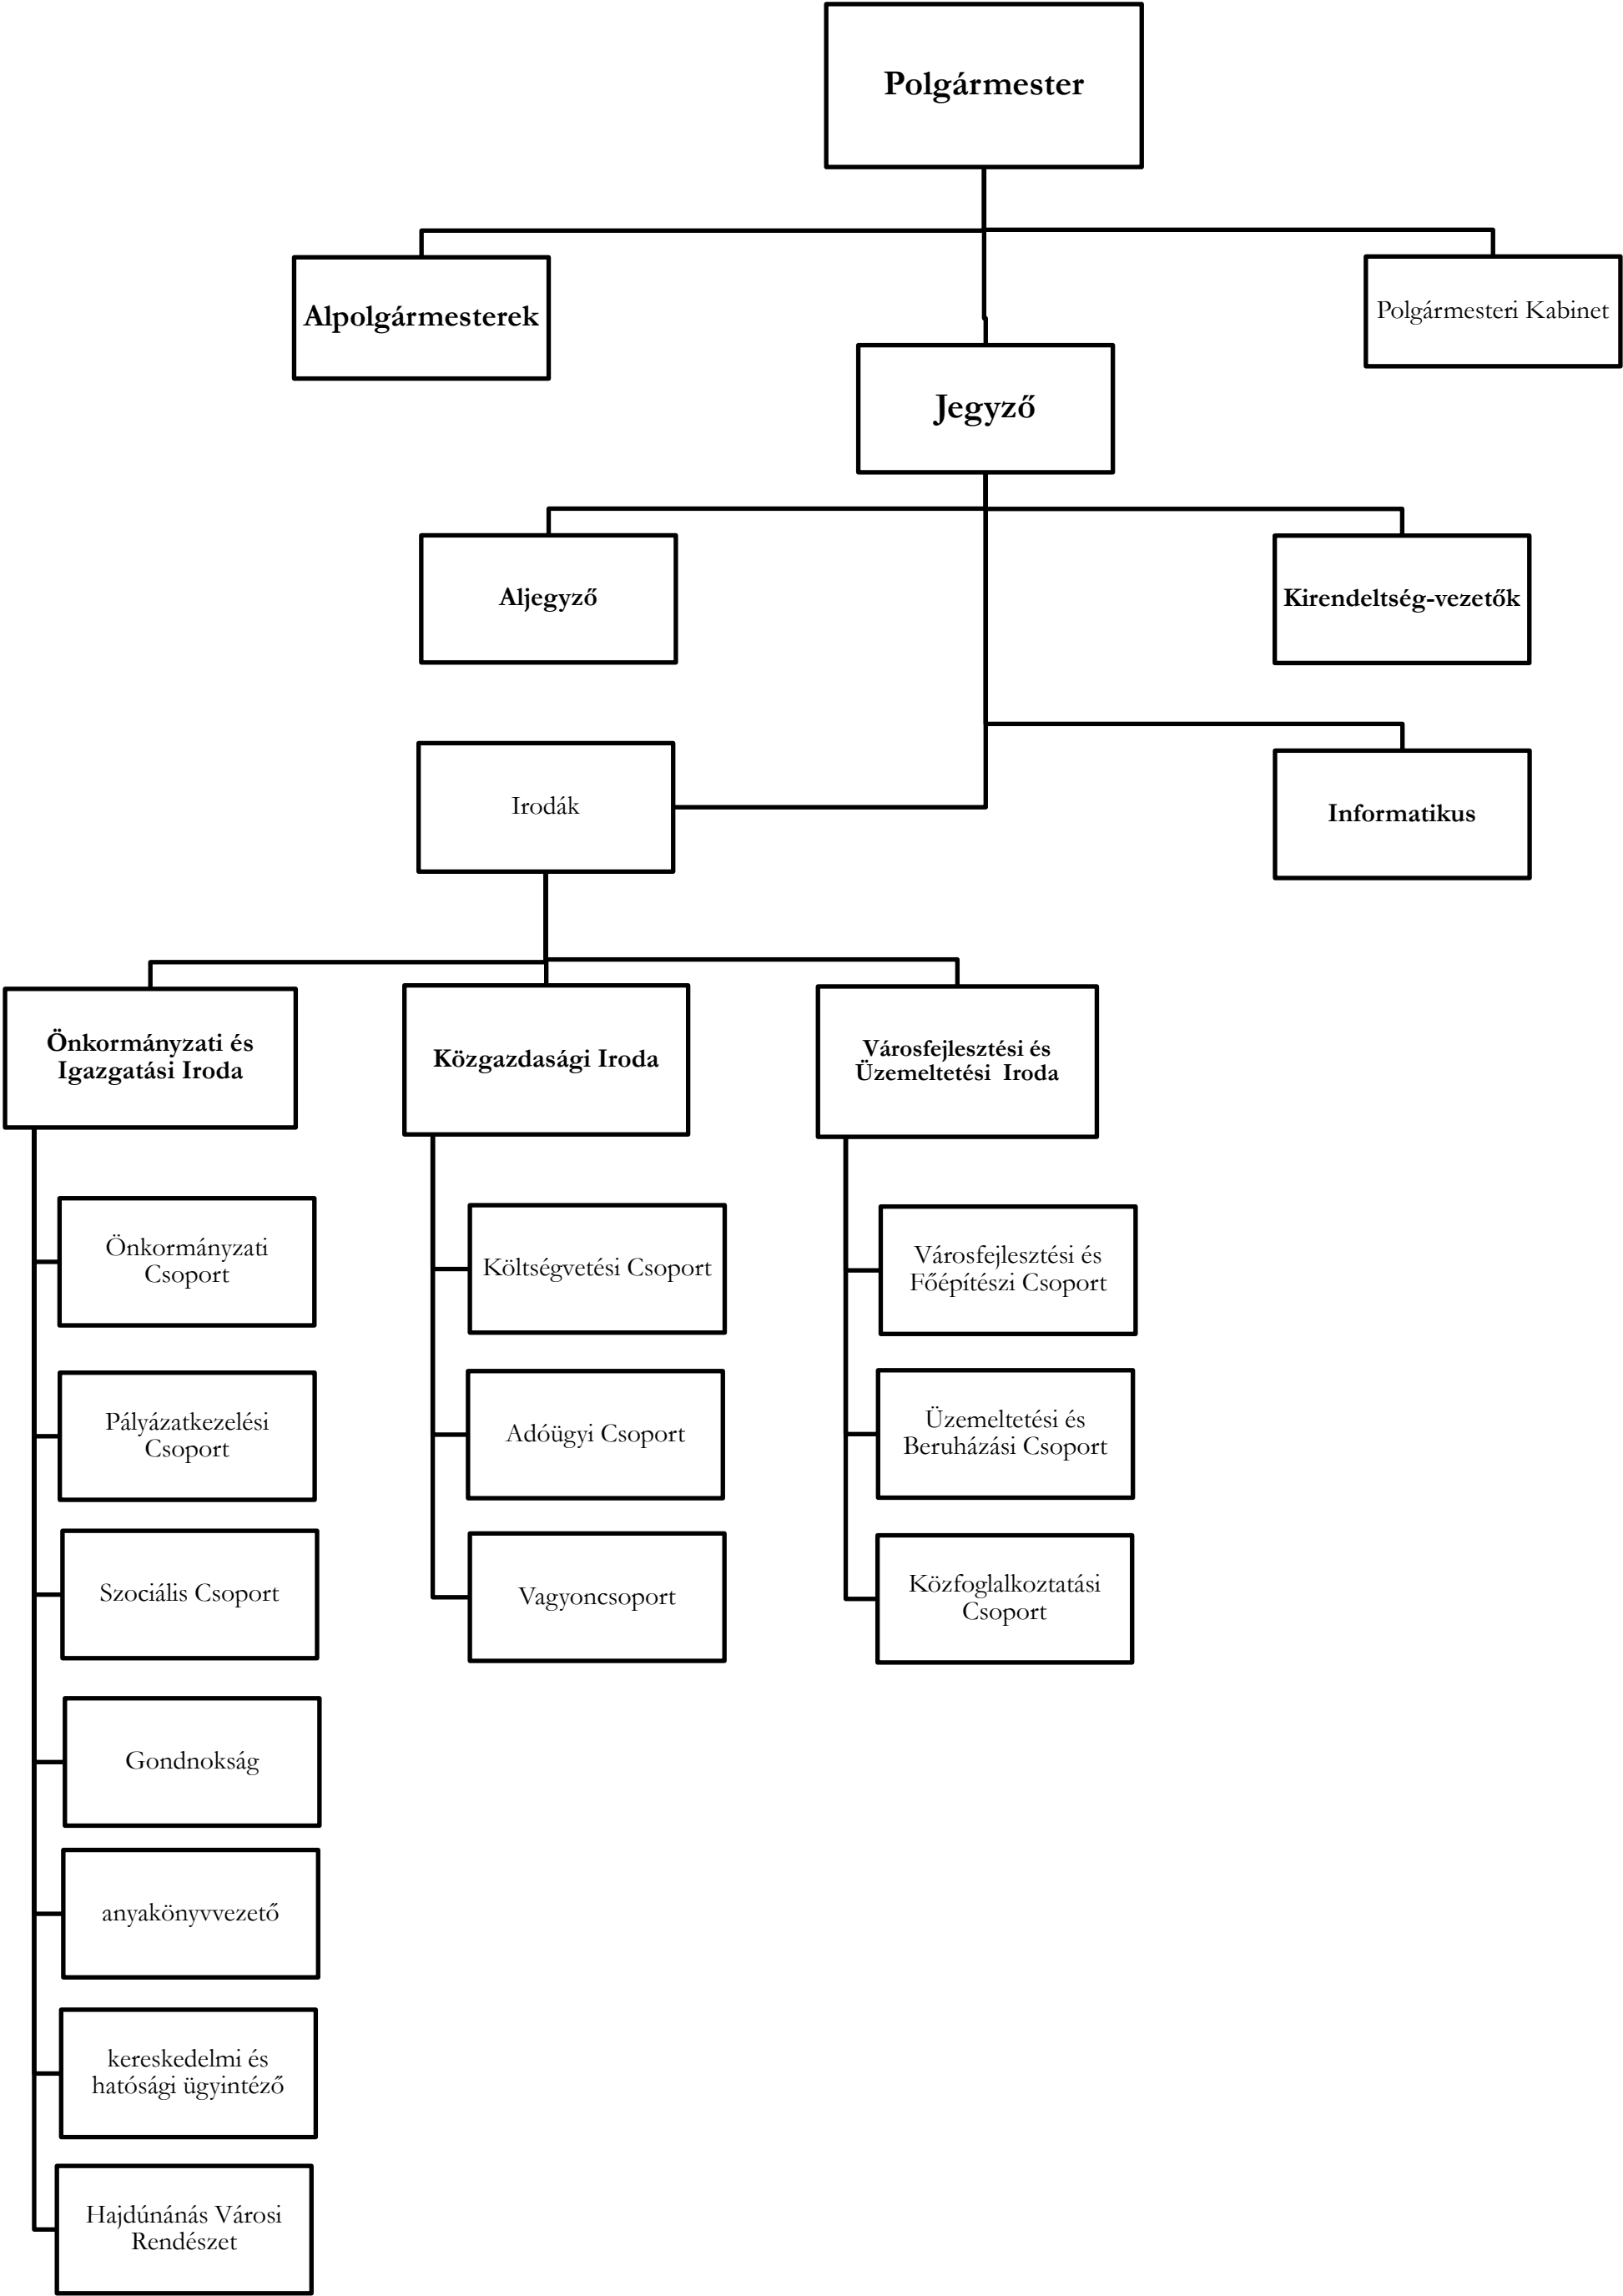 Polgármester
Alpolgármesterek
Polgármesteri Kabinet
Jegyző
Aljegyző
Kirendeltség-vezetők
Irodák
Informatikus
Önkormányzati és
Igazgatási Iroda
Közgazdasági Iroda
Városfejlesztési és
Üzemeltetési Iroda
Önkormányzati
Csoport
Pályázatkezelési
Csoport
Szociális Csoport
Gondnokság
anyakönyvvezető
kereskedelmi és
hatósági ügyintéző
Hajdúnánás Városi
Rendészet
Költségvetési Csoport
Adóügyi Csoport
Vagyoncsoport
Városfejlesztési és
Főépítészi Csoport
Üzemeltetési és
Beruházási Csoport
Közfoglalkoztatási
Csoport